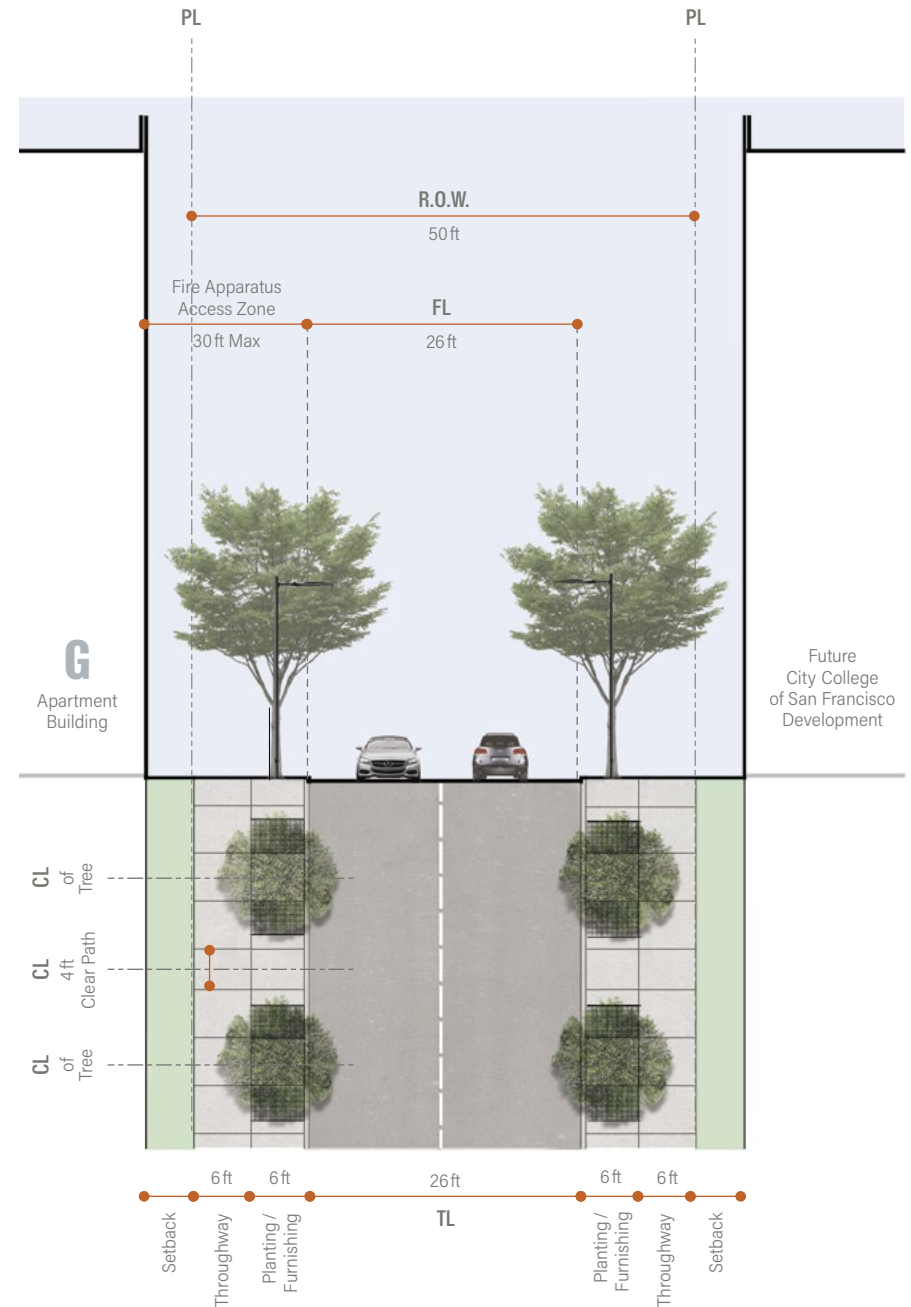 PL
PL
R.O.W.
50 ft
Fire Apparatus
Access Zone
30 ft Max
FL
26 ft
G
Apartment
Building
Future
City College
of San Francisco
Development
CL
of
Tree
CL
4 ft
Clear Path
CL
of
Tree
6 ft
6 ft
26 ft
6 ft
6 ft
TL
Setback
Throughway
Planting /
Furnishing
Planting /
Furnishing
Throughway
Setback